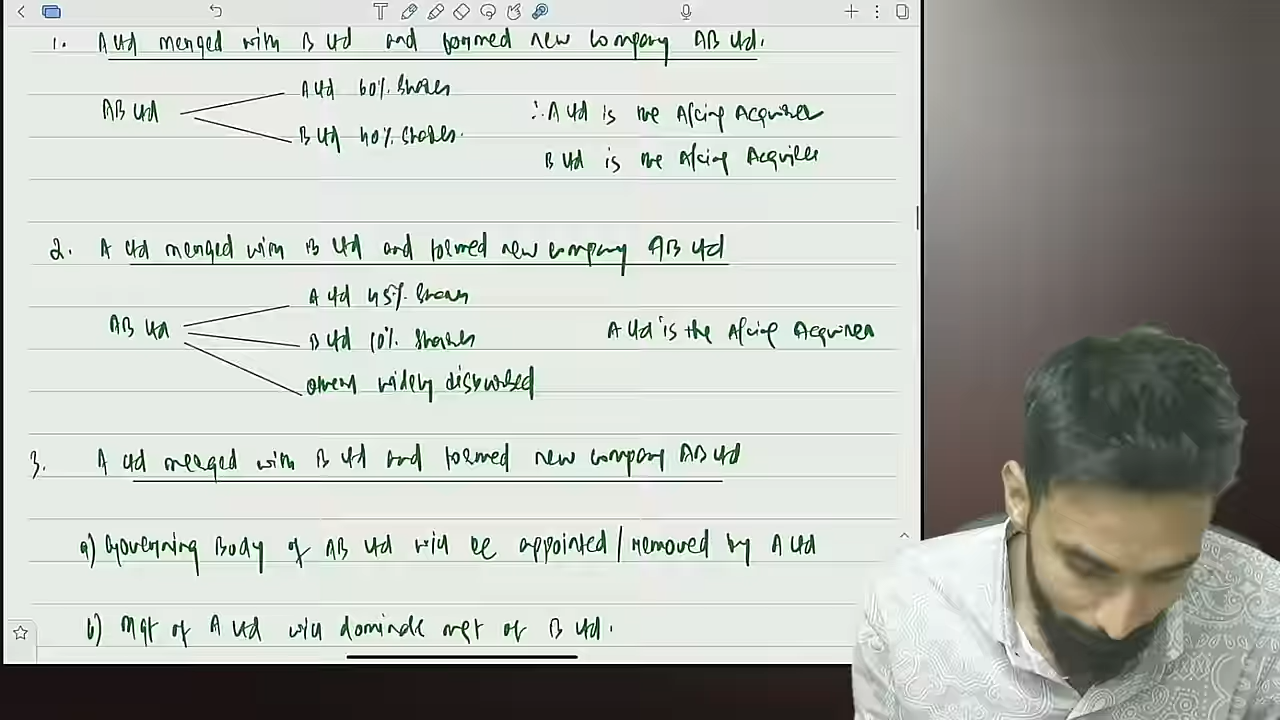 1. A Ltd merged with B Ltd and formed new company AB Ltd.
AB Ltd
A Ltd 60% Shares
B Ltd 40% Shares.
∴ A Ltd is the A/cing Acquirer
B Ltd is the A/cing Acquiree
2. A Ltd merged with B Ltd and formed new company AB Ltd
AB Ltd
A Ltd 45% Shares
B Ltd 10% Shares
others widely disbursed
A Ltd is the A/cing Acquirer
3. A Ltd merged with B Ltd and formed new company AB Ltd
a) Governing Body of AB Ltd will be appointed/removed by A Ltd
b) Mgt of A Ltd will dominate mgt of B Ltd.